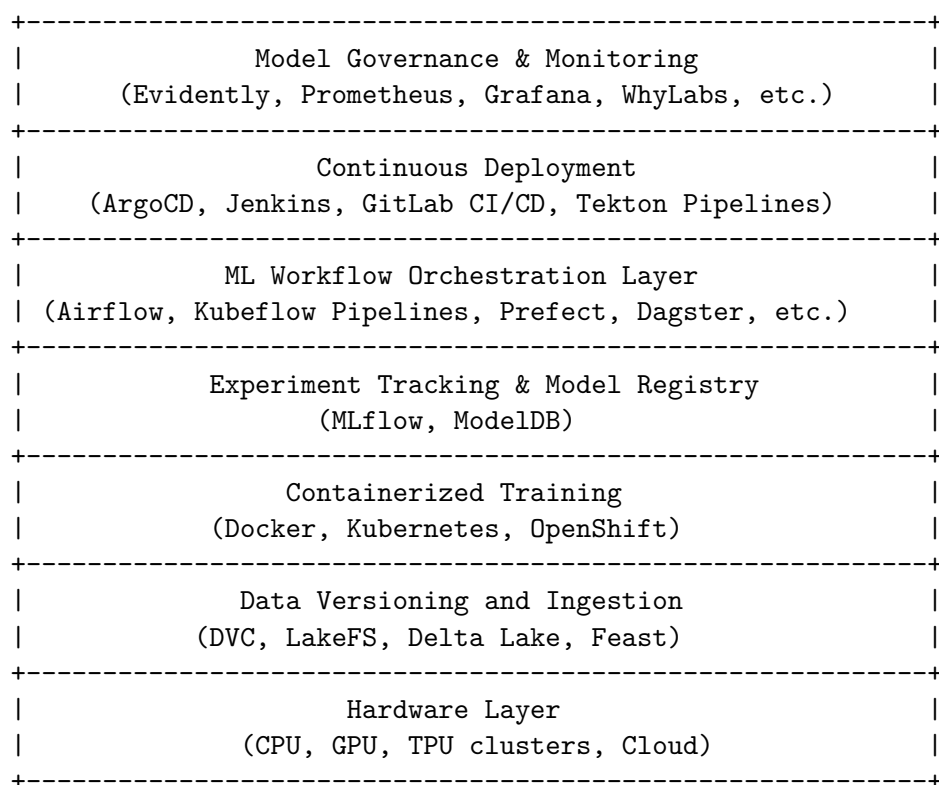 +-----------------------------------------------------------+
| Model Governance & Monitoring |
| (Evidently, Prometheus, Grafana, WhyLabs, etc.) |
+-----------------------------------------------------------+
| Continuous Deployment |
| (ArgoCD, Jenkins, GitLab CI/CD, Tekton Pipelines) |
+-----------------------------------------------------------+
| ML Workflow Orchestration Layer |
| (Airflow, Kubeflow Pipelines, Prefect, Dagster, etc.) |
+-----------------------------------------------------------+
| Experiment Tracking & Model Registry |
| (MLflow, ModelDB) |
+-----------------------------------------------------------+
| Containerized Training |
| (Docker, Kubernetes, OpenShift) |
+-----------------------------------------------------------+
| Data Versioning and Ingestion |
| (DVC, LakeFS, Delta Lake, Feast) |
+-----------------------------------------------------------+
| Hardware Layer |
| (CPU, GPU, TPU clusters, Cloud) |
+-----------------------------------------------------------+